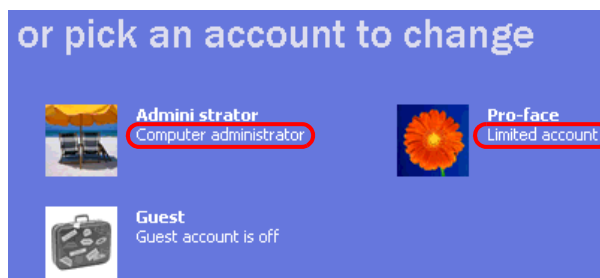 or pick an account to change
Admini strator
Computer administrator
Pro-face
Limited account
Guest
Guest account is off